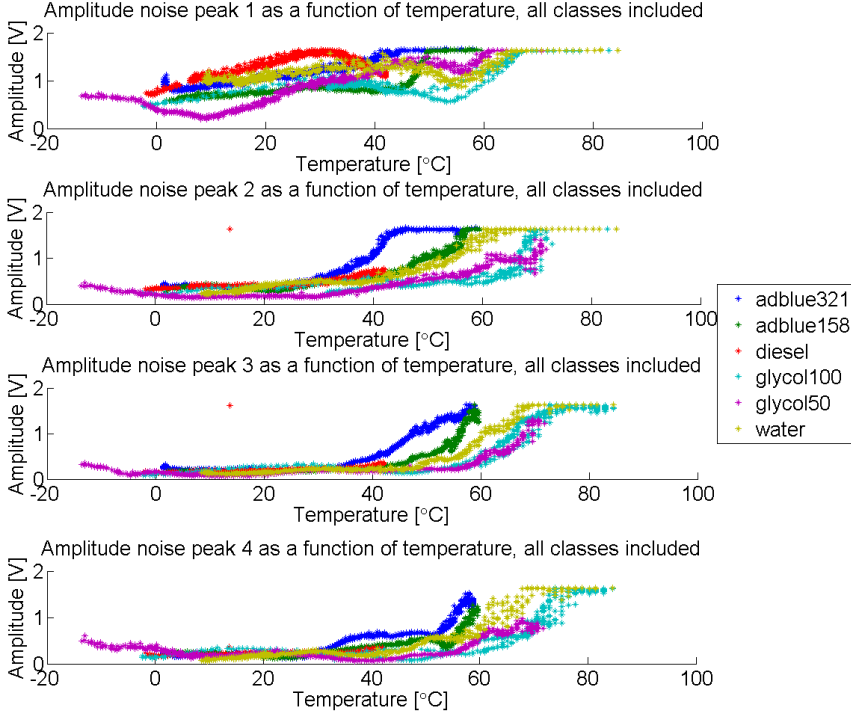 Amplitude noise peak 1 as a function of temperature, all classes included
Amplitude [V]
2
1
0
-20 0 20 40 60 80 100
Temperature [°C]
Amplitude noise peak 2 as a function of temperature, all classes included
Amplitude [V]
2
1
0
-20 0 20 40 60 80 100
Temperature [°C]
Amplitude noise peak 3 as a function of temperature, all classes included
Amplitude [V]
2
1
0
-20 0 20 40 60 80 100
Temperature [°C]
Amplitude noise peak 4 as a function of temperature, all classes included
Amplitude [V]
2
1
0
-20 0 20 40 60 80 100
Temperature [°C]
adblue321
adblue158
diesel
glycol100
glycol50
water